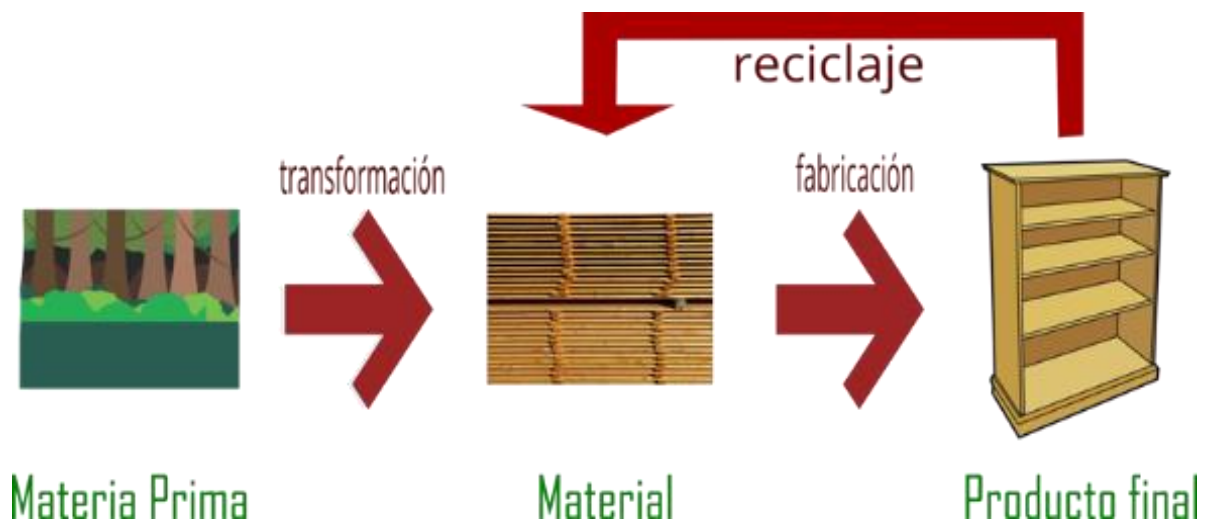 reciclaje
transformación
fabricación
Materia Prima
Material
Producto final